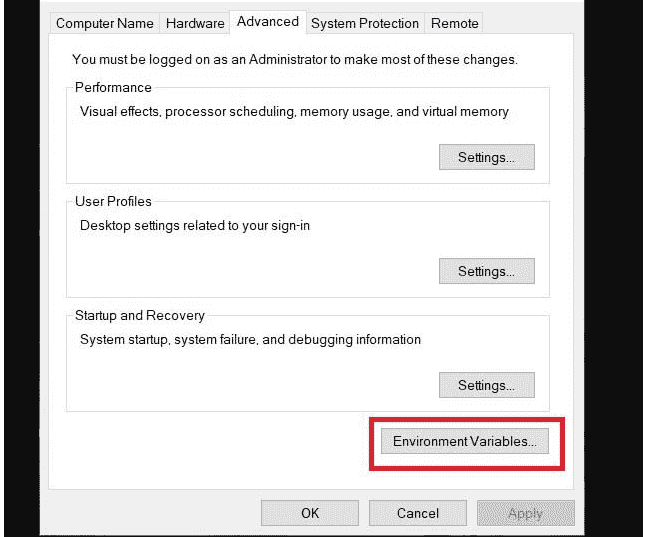 Computer Name Hardware Advanced System Protection Remote
You must be logged on as an Administrator to make most of these changes.
Performance
Visual effects, processor scheduling, memory usage, and virtual memory
Settings...
User Profiles
Desktop settings related to your sign-in
Settings...
Startup and Recovery
System startup, system failure, and debugging information
Settings...
Environment Variables...
OK Cancel Apply